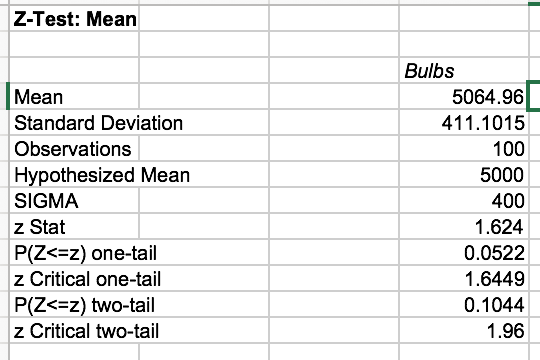 Z-Test: Mean
Bulbs
Mean 5064.96
Standard Deviation 411.1015
Observations 100
Hypothesized Mean 5000
SIGMA 400
z Stat 1.624
P(Z<=z) one-tail 0.0522
z Critical one-tail 1.6449
P(Z<=z) two-tail 0.1044
z Critical two-tail 1.96